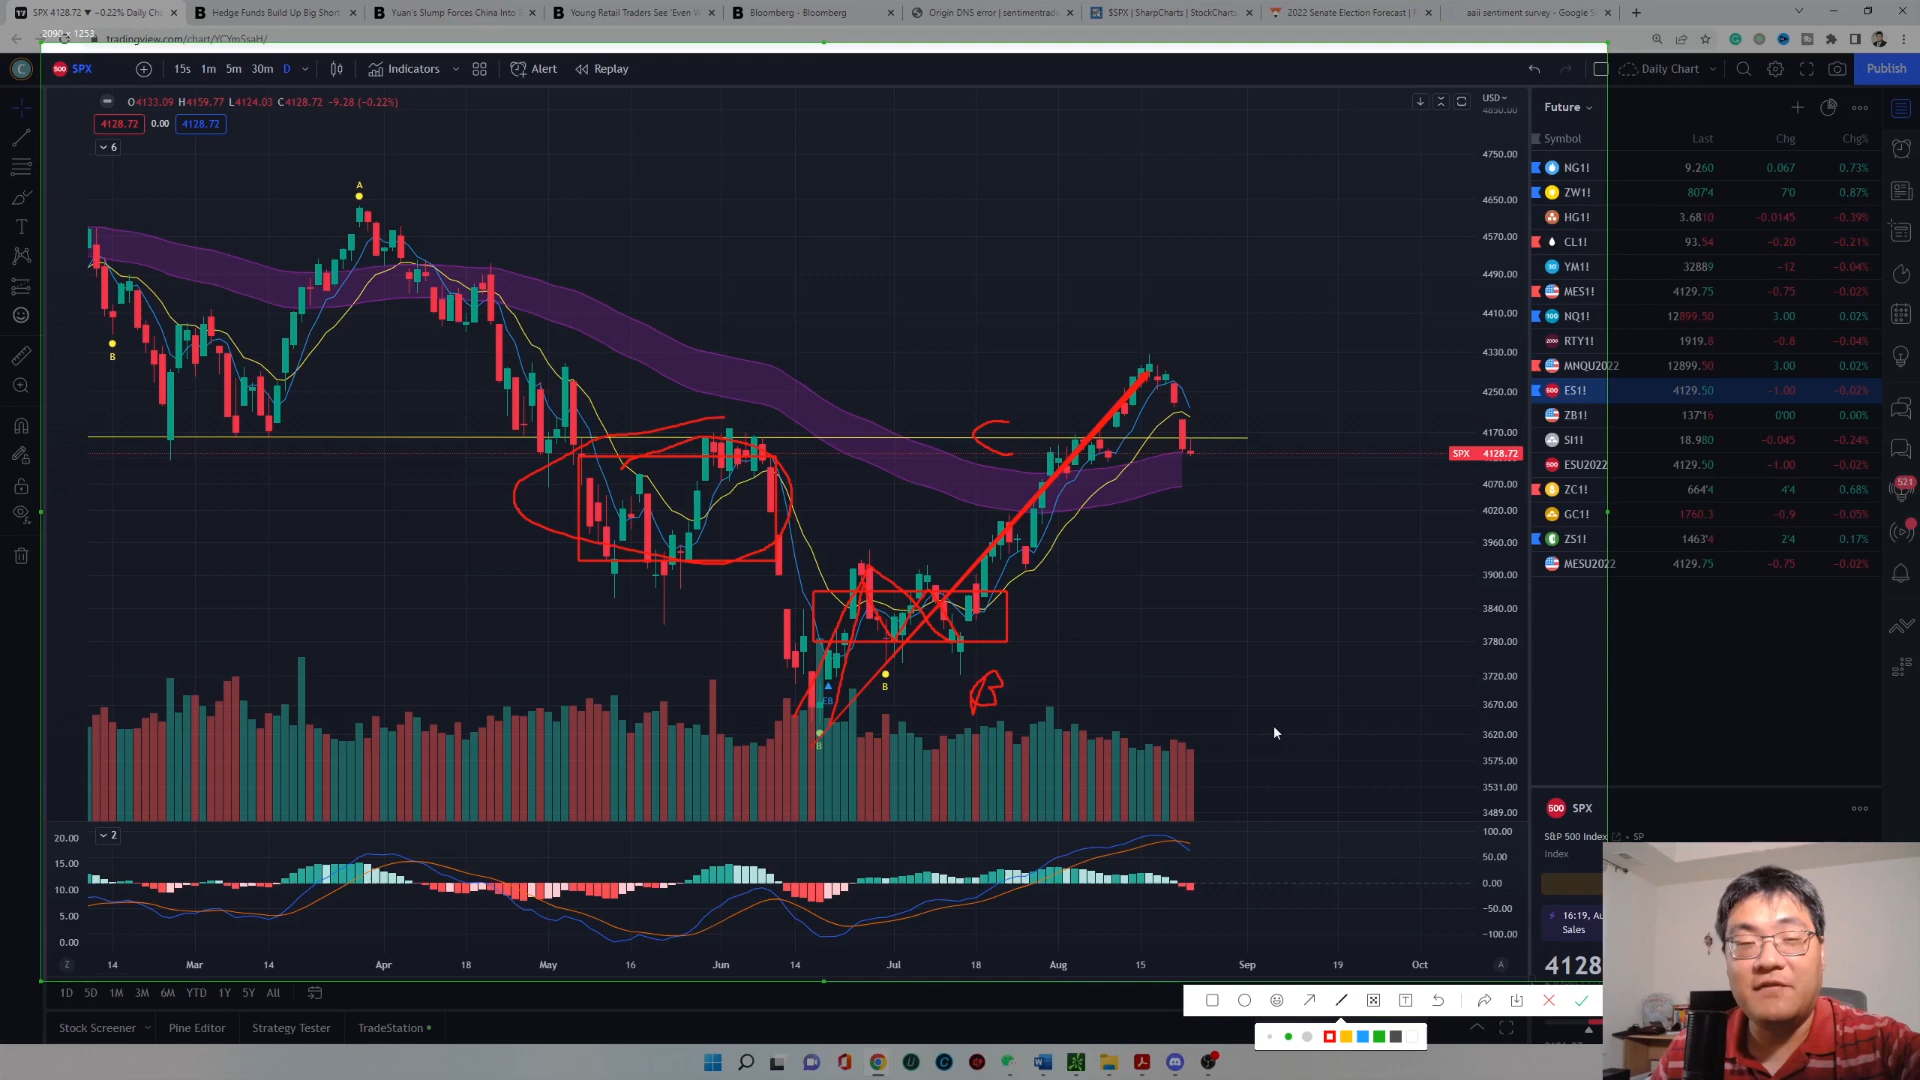 SPX 4128.72 ▼ −0.22% Daily Cha
Hedge Funds Build Up Big Short
Yuan's Slump Forces China Into
Young Retail Traders See 'Even W
Bloomberg - Bloomberg
Origin DNS error | sentimentrade
$SPX | SharpCharts | StockCharts
2022 Senate Election Forecast |
aaii sentiment survey - Google S
2090 x 1253
tradingview.com/chart/YCYmSsaH/
C
500 SPX
15s 1m 5m 30m D
Indicators
Alert
Replay
Daily Chart
Publish
O4133.09 H4159.77 L4124.03 C4128.72 −9.28 (−0.22%)
4128.72 0.00 4128.72
6
USD
4850.00
4750.00
4650.00
4570.00
4490.00
4410.00
4330.00
4250.00
4170.00
SPX 4128.72
4070.00
4020.00
3960.00
3900.00
3840.00
3780.00
3720.00
3670.00
3620.00
3575.00
3531.00
3489.00
A
B
EB
B
B
C
B
2
20.00
15.00
10.00
5.00
0.00
100.00
50.00
0.00
−50.00
−100.00
Z 14 Mar 14 Apr 18 May 16 Jun 14 Jul 18 Aug 15 Sep 19 Oct A
1D 5D 1M 3M 6M YTD 1Y 5Y All
Stock Screener Pine Editor Strategy Tester TradeStation
Future
Symbol Last Chg Chg%
NG1! 9.260 0.067 0.73%
ZW1! 807'4 7'0 0.87%
HG1! 3.6810 −0.0145 −0.39%
CL1! 93.54 −0.20 −0.21%
YM1! 32889 −12 −0.04%
MES1! 4129.75 −0.75 −0.02%
NQ1! 12899.50 3.00 0.02%
RTY1! 1919.8 −0.8 −0.04%
MNQU2022 12899.50 3.00 0.02%
ES1! 4129.50 −1.00 −0.02%
ZB1! 137'16 0'00 0.00%
SI1! 18.980 −0.045 −0.24%
ESU2022 4129.50 −1.00 −0.02%
ZC1! 664'4 4'4 0.68%
GC1! 1760.3 −0.9 −0.05%
ZS1! 1463'4 2'4 0.17%
MESU2022 4129.75 −0.75 −0.02%
521
500 SPX
S&P 500 Index SP
Index
16:19, Au
Sales
4128
T